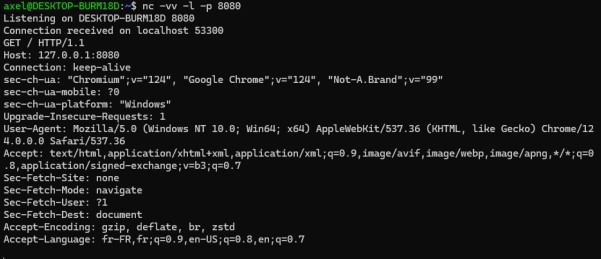 axel@DESKTOP-BURM18D:~$ nc -vv -l -p 8080
Listening on DESKTOP-BURM18D 8080
Connection received on localhost 53300
GET / HTTP/1.1
Host: 127.0.0.1:8080
Connection: keep-alive
sec-ch-ua: "Chromium";v="124", "Google Chrome";v="124", "Not-A.Brand";v="99"
sec-ch-ua-mobile: ?0
sec-ch-ua-platform: "Windows"
Upgrade-Insecure-Requests: 1
User-Agent: Mozilla/5.0 (Windows NT 10.0; Win64; x64) AppleWebKit/537.36 (KHTML, like Gecko) Chrome/12
4.0.0.0 Safari/537.36
Accept: text/html,application/xhtml+xml,application/xml;q=0.9,image/avif,image/webp,image/apng,*/*;q=0
.8,application/signed-exchange;v=b3;q=0.7
Sec-Fetch-Site: none
Sec-Fetch-Mode: navigate
Sec-Fetch-User: ?1
Sec-Fetch-Dest: document
Accept-Encoding: gzip, deflate, br, zstd
Accept-Language: fr-FR,fr;q=0.9,en-US;q=0.8,en;q=0.7